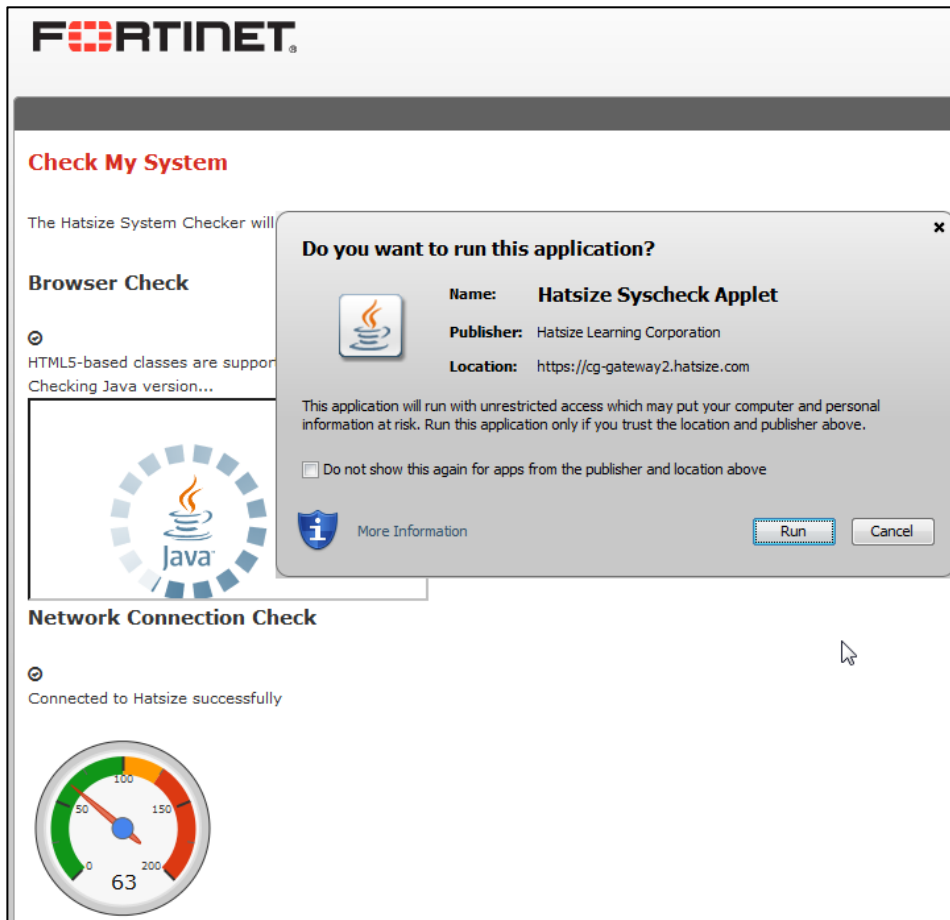 FORTINET®
Check My System
The Hatsize System Checker will
Do you want to run this application?
Name: Hatsize Syscheck Applet
Publisher: Hatsize Learning Corporation
Location: https://cg-gateway2.hatsize.com
This application will run with unrestricted access which may put your computer and personal
information at risk. Run this application only if you trust the location and publisher above.
Do not show this again for apps from the publisher and location above
More Information
Run
Cancel
Browser Check
HTML5-based classes are suppor
Checking Java version...
Java
Network Connection Check
Connected to Hatsize successfully
0
50
100
150
200
63